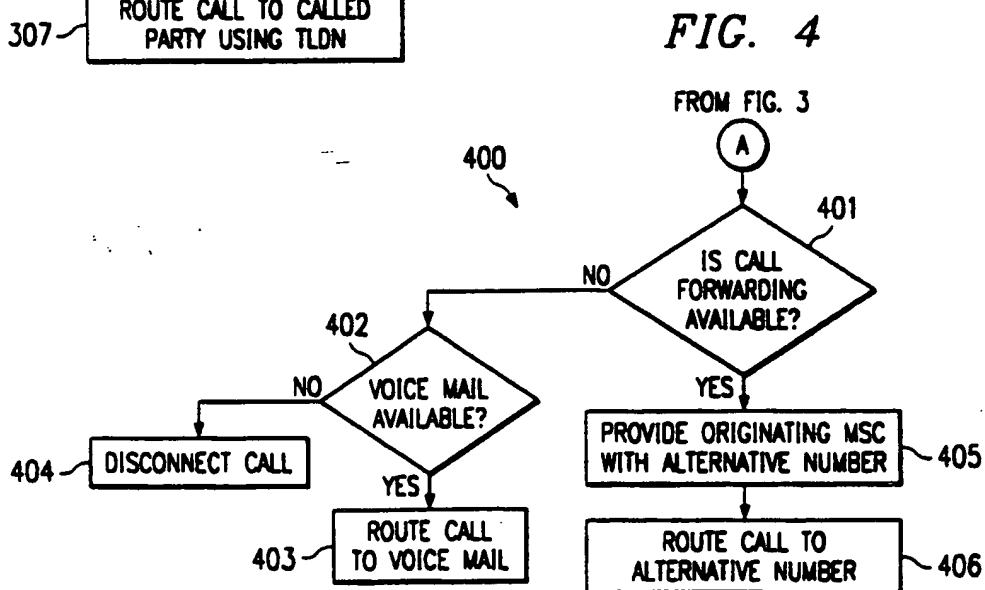 ROUTE CALL TO CALLED
PARTY USING TLDN
307
FIG. 4
FROM FIG. 3
A
400
401
IS CALL
FORWARDING
AVAILABLE?
NO
YES
402
VOICE MAIL
AVAILABLE?
NO
YES
404
DISCONNECT CALL
403
ROUTE CALL
TO VOICE MAIL
PROVIDE ORIGINATING MSC
WITH ALTERNATIVE NUMBER
405
ROUTE CALL TO
ALTERNATIVE NUMBER
406